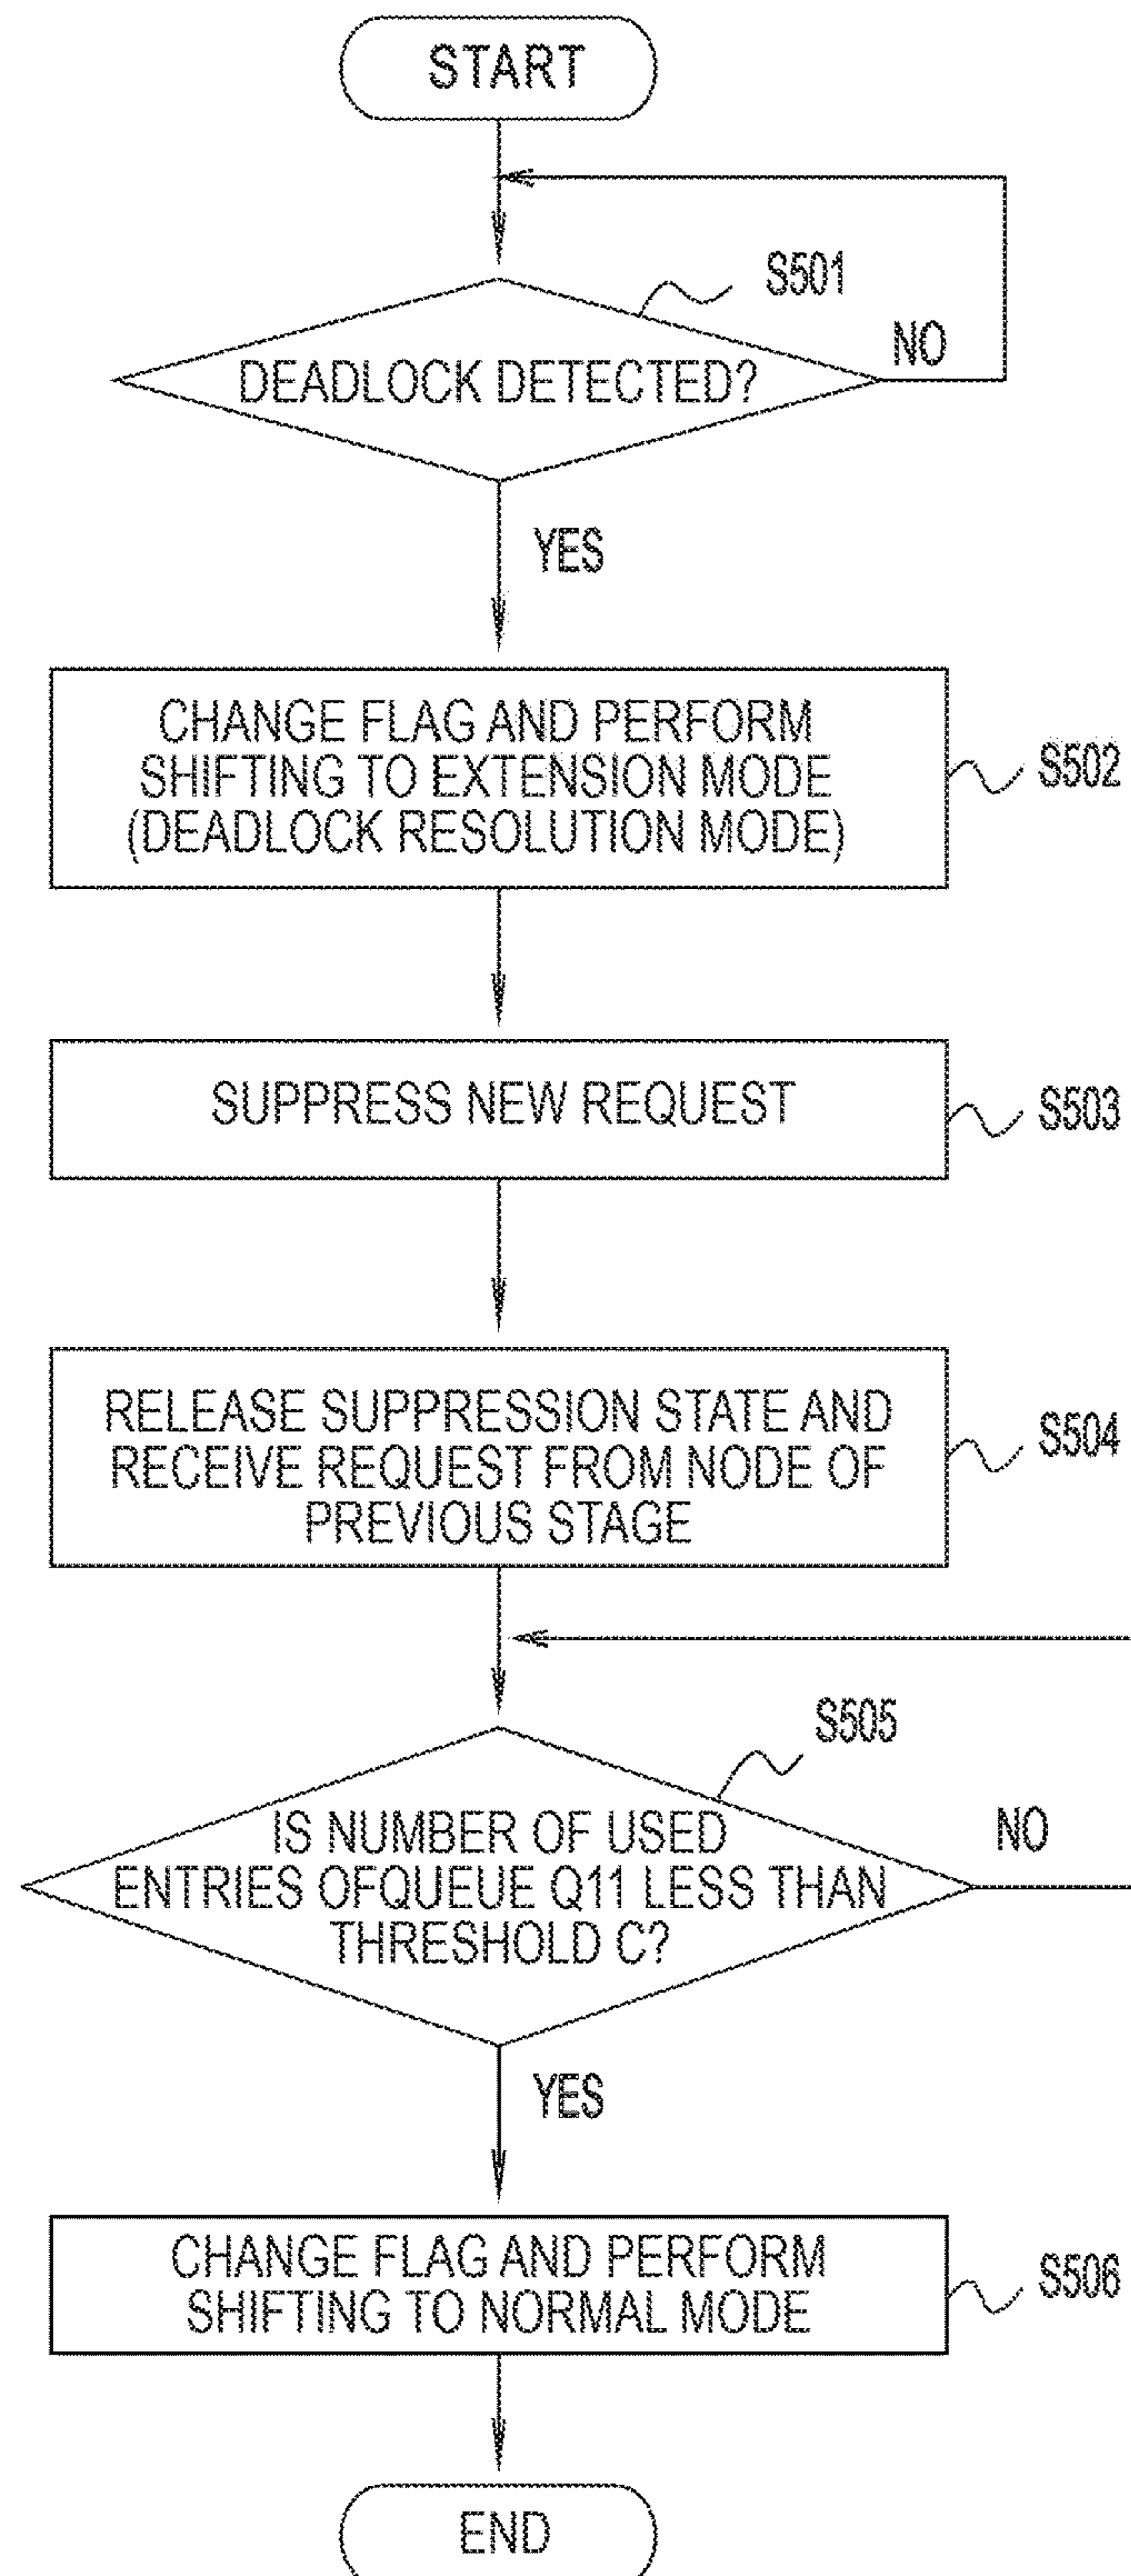 START
S501
DEADLOCK DETECTED?
NO
YES
CHANGE FLAG AND PERFORM
SHIFTING TO EXTENSION MODE
(DEADLOCK RESOLUTION MODE)
S502
SUPPRESS NEW REQUEST
S503
RELEASE SUPPRESSION STATE AND
RECEIVE REQUEST FROM NODE OF
PREVIOUS STAGE
S504
S505
IS NUMBER OF USED
ENTRIES OFQUEUE Q11 LESS THAN
THRESHOLD C?
NO
YES
CHANGE FLAG AND PERFORM
SHIFTING TO NORMAL MODE
S506
END